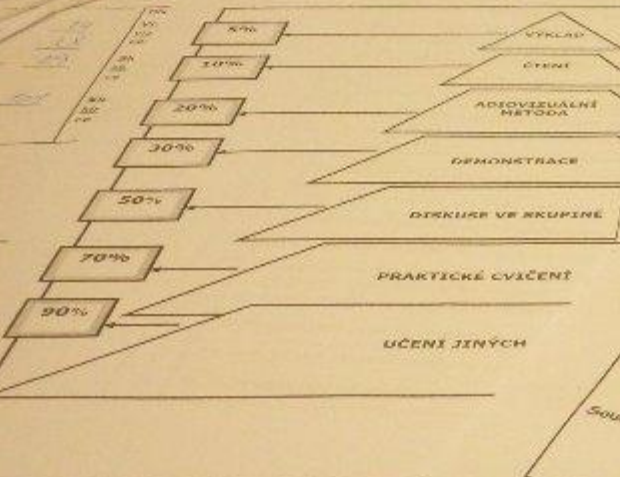 5%
VÝKLAD
10%
ČTENÍ
20%
AUDIOVIZUÁLNÍ
METODA
30%
DEMONSTRACE
50%
DISKUSE VE SKUPINĚ
70%
PRAKTICKÉ CVIČENÍ
90%
UČENÍ JINÝCH